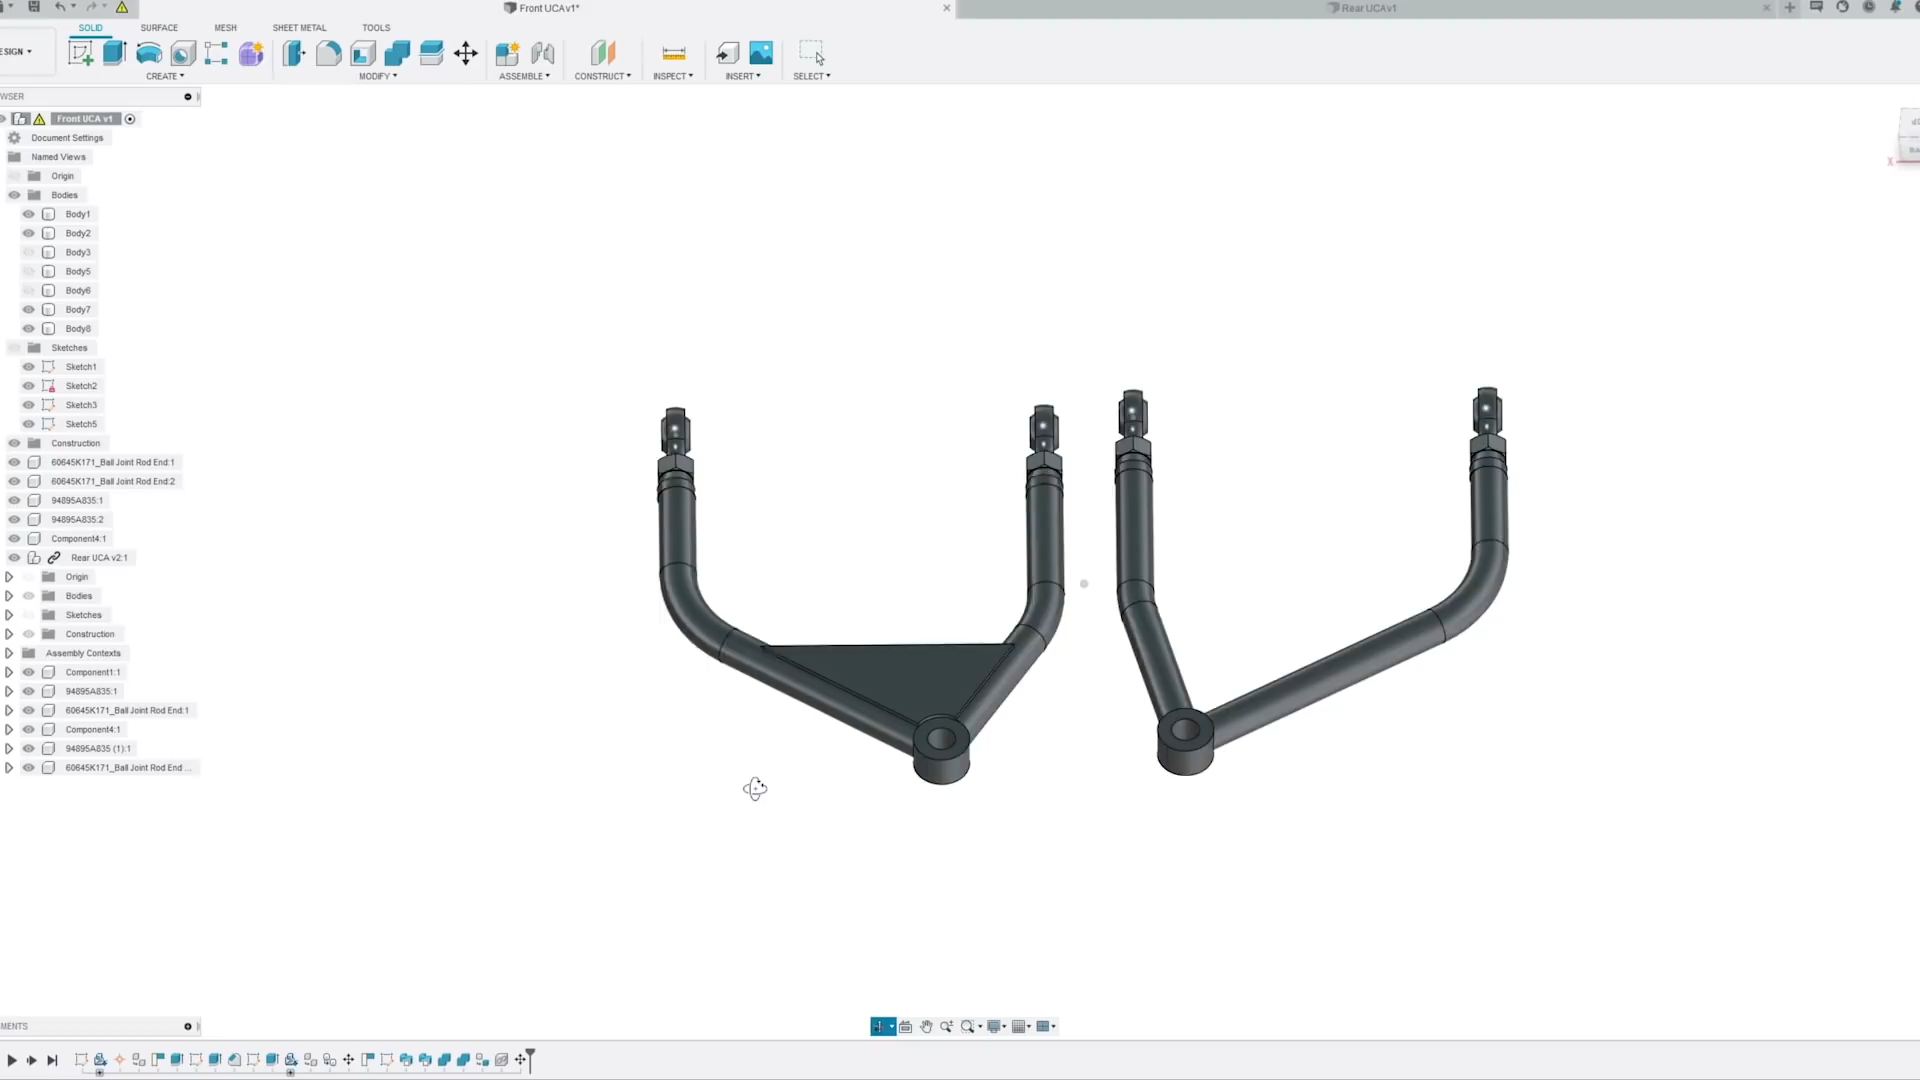 Front UCAv1*
Rear UCAv1
SOLID SURFACE MESH SHEET METAL TOOLS
ESIGN
CREATE MODIFY ASSEMBLE CONSTRUCT INSPECT INSERT SELECT
WSER
Front UCA v1
Document Settings
Named Views
Origin
Bodies
Body1
Body2
Body3
Body5
Body6
Body7
Body8
Sketches
Sketch1
Sketch2
Sketch3
Sketch5
Construction
60645K171_Ball Joint Rod End:1
60645K171_Ball Joint Rod End:2
94895A835:1
94895A835:2
Component4:1
Rear UCA v2:1
Origin
Bodies
Sketches
Construction
Assembly Contexts
Component1:1
94895A835:1
60645K171_Ball Joint Rod End:1
Component4:1
94895A835 (1):1
60645K171_Ball Joint Rod End ...
X
MENTS